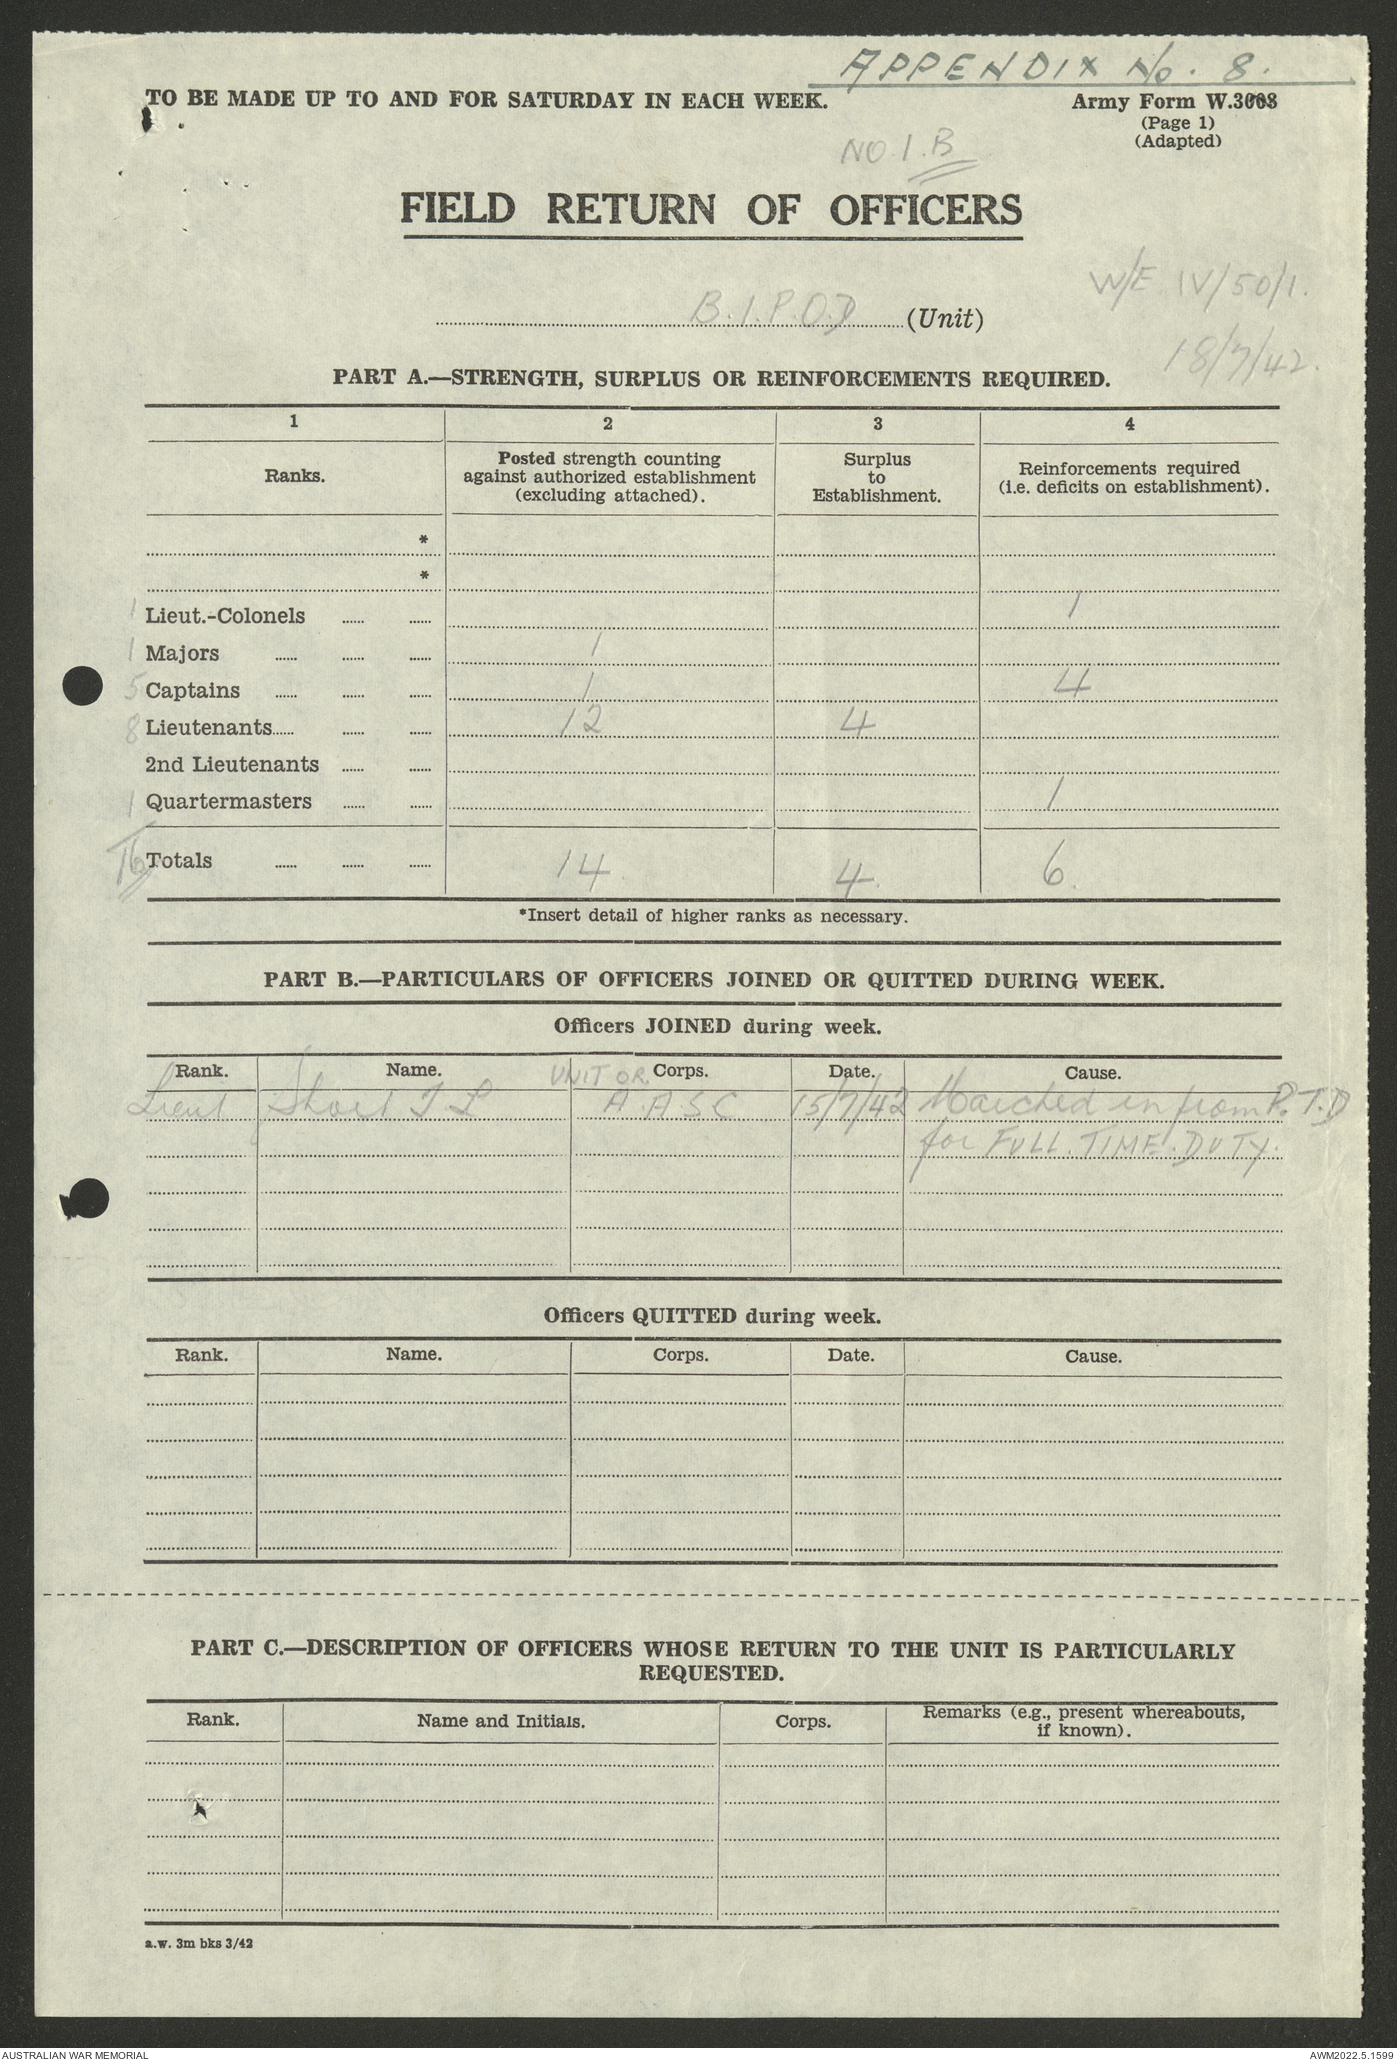 APPENDIX No. 8.
TO BE MADE UP TO AND FOR SATURDAY IN EACH WEEK.
Army Form W.3008
(Page 1)
(Adapted)
NO.1.B
FIELD RETURN OF OFFICERS
W/E IV/50/1.
B.I.P.O.D (Unit)
18/7/42.
PART A.—STRENGTH, SURPLUS OR REINFORCEMENTS REQUIRED.
1 2 3 4
Ranks. Posted strength counting against authorized establishment (excluding attached). Surplus to Establishment. Reinforcements required (i.e. deficits on establishment).
*
*
1 Lieut.-Colonels 1
1 Majors 1
5 Captains 1 4
8 Lieutenants 12 4
2nd Lieutenants
1 Quartermasters 1
16 Totals 14 4 6
*Insert detail of higher ranks as necessary.
PART B.—PARTICULARS OF OFFICERS JOINED OR QUITTED DURING WEEK.
Officers JOINED during week.
Rank. Name. UNIT OR Corps. Date. Cause.
Lieut Short T L A.A.S.C 15/7/42 Marched in from P.T.D
for FULL.TIME.DUTY.
Officers QUITTED during week.
Rank. Name. Corps. Date. Cause.
PART C.—DESCRIPTION OF OFFICERS WHOSE RETURN TO THE UNIT IS PARTICULARLY
REQUESTED.
Rank. Name and Initials. Corps. Remarks (e.g., present whereabouts, if known).
a.w. 3m bks 3/42
AUSTRALIAN WAR MEMORIAL
AWM2022.5.1599